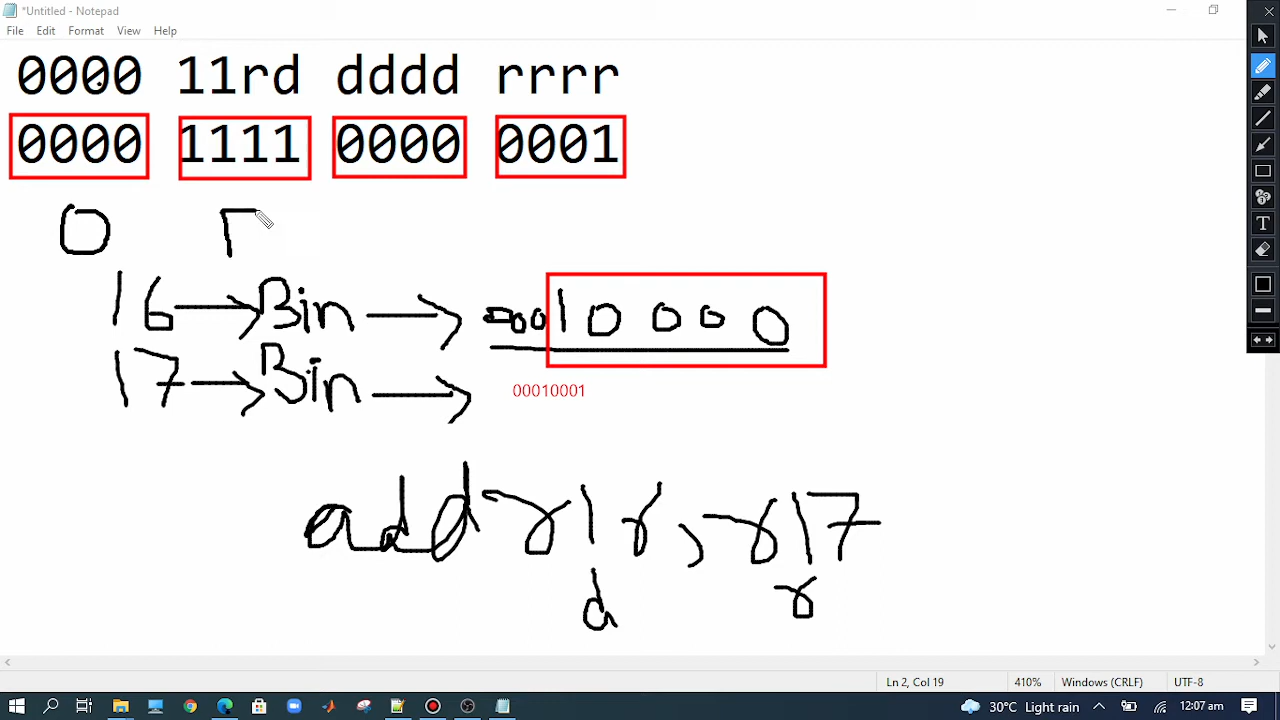 *Untitled - Notepad
File Edit Format View Help
0000 11rd dddd rrrr
0000 1111 0000 0001
0
16 → Bin → 00010000
17 → Bin →
00010001
add r16, r17
d r
Ln 2, Col 19 410% Windows (CRLF) UTF-8
30°C Light rain 12:07 am